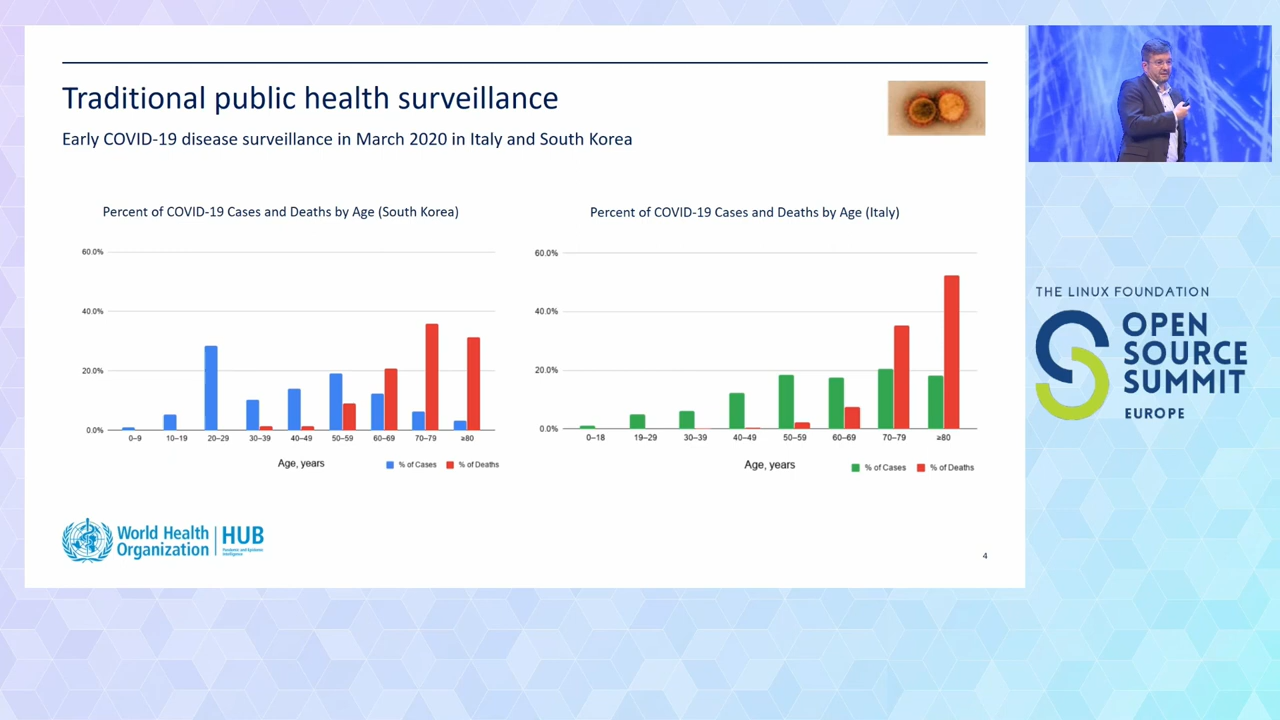 Traditional public health surveillance
Early COVID-19 disease surveillance in March 2020 in Italy and South Korea
Percent of COVID-19 Cases and Deaths by Age (South Korea)
60.0%
40.0%
20.0%
0.0%
0–9 10–19 20–29 30–39 40–49 50–59 60–69 70–79 ≥80
Age, years
% of Cases % of Deaths
Percent of COVID-19 Cases and Deaths by Age (Italy)
60.0%
40.0%
20.0%
0.0%
0–18 19–29 30–39 40–49 50–59 60–69 70–79 ≥80
Age, years
% of Cases % of Deaths
World Health
Organization
HUB
Pandemic and Epidemic
Intelligence
4
THE LINUX FOUNDATION
OPEN
SOURCE
SUMMIT
EUROPE